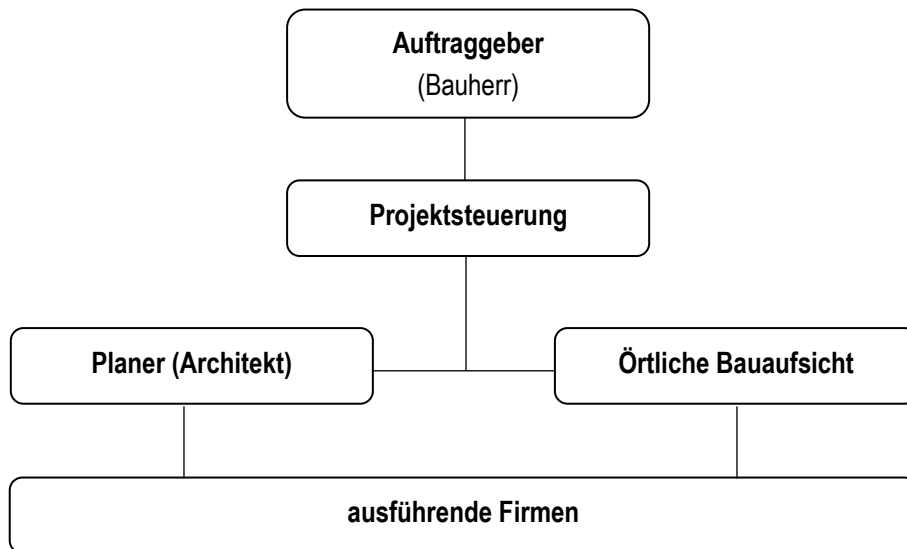 Auftraggeber
(Bauherr)
Projektsteuerung
Planer (Architekt)
Örtliche Bauaufsicht
ausführende Firmen